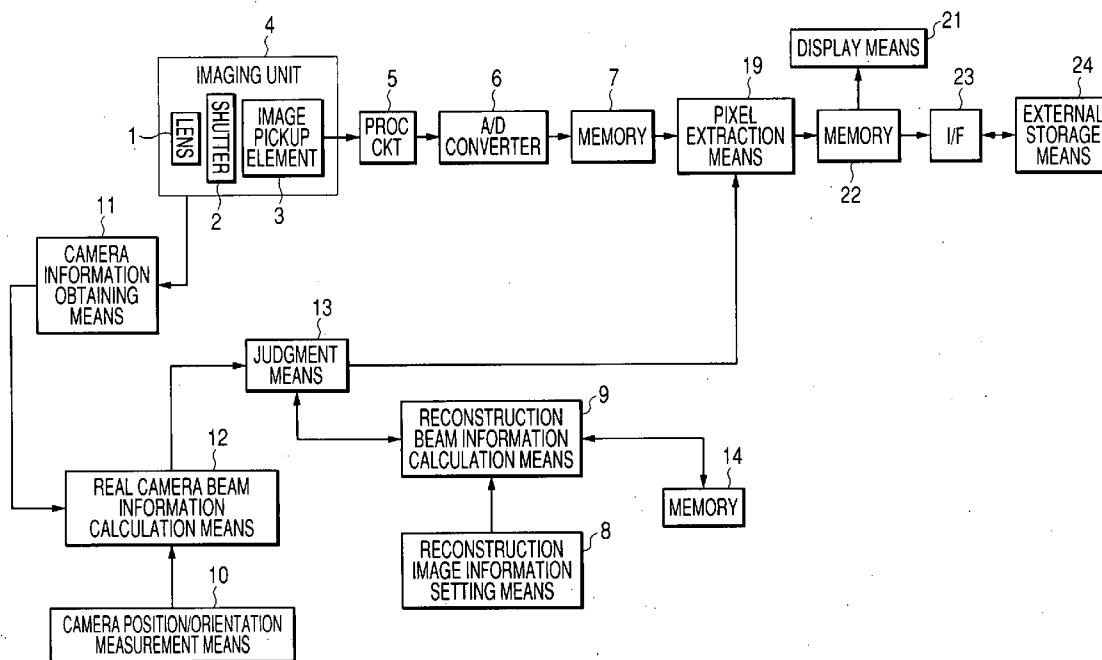 4
IMAGING UNIT
1
LENS
SHUTTER
2
IMAGE
PICKUP
ELEMENT
3
5
PROC
CKT
6
A/D
CONVERTER
7
MEMORY
19
PIXEL
EXTRACTION
MEANS
21
DISPLAY MEANS
MEMORY
22
23
I/F
24
EXTERNAL
STORAGE
MEANS
11
CAMERA
INFORMATION
OBTAINING
MEANS
13
JUDGMENT
MEANS
9
RECONSTRUCTION
BEAM INFORMATION
CALCULATION MEANS
14
MEMORY
12
REAL CAMERA BEAM
INFORMATION
CALCULATION MEANS
8
RECONSTRUCTION
IMAGE INFORMATION
SETTING MEANS
10
CAMERA POSITION/ORIENTATION
MEASUREMENT MEANS